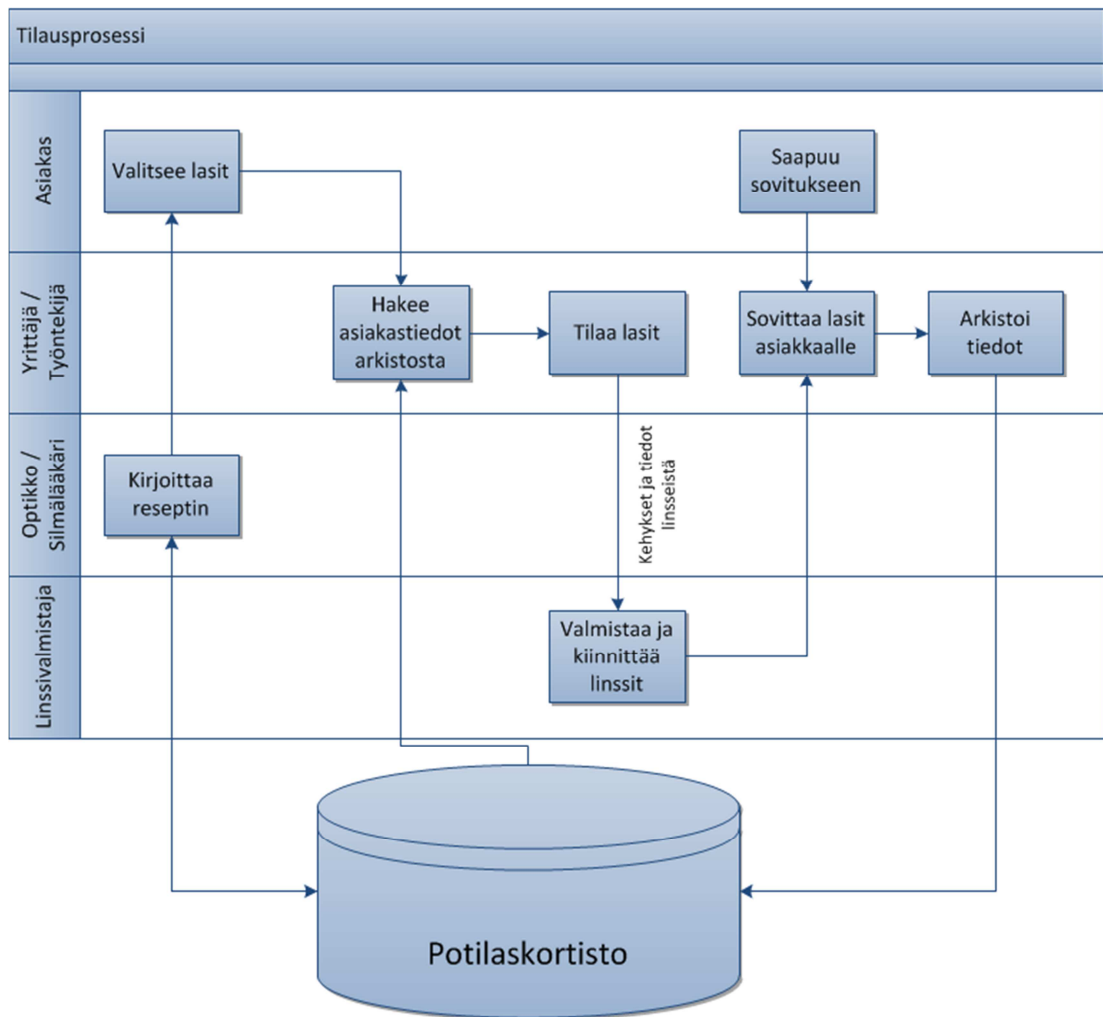 Tilausprosessi
Asiakas
Valitsee lasit
Saapuu
sovitukseen
Yrittäjä /
Työntekijä
Hakee
asiakastiedot
arkistosta
Tilaa lasit
Sovittaa lasit
asiakkaalle
Arkistoi
tiedot
Optikko /
Silmälääkäri
Kirjoittaa
reseptin
Kehykset ja tiedot
linsseistä
Linssivalmistaja
Valmistaa ja
kiinnittää
linssit
Potilaskortisto